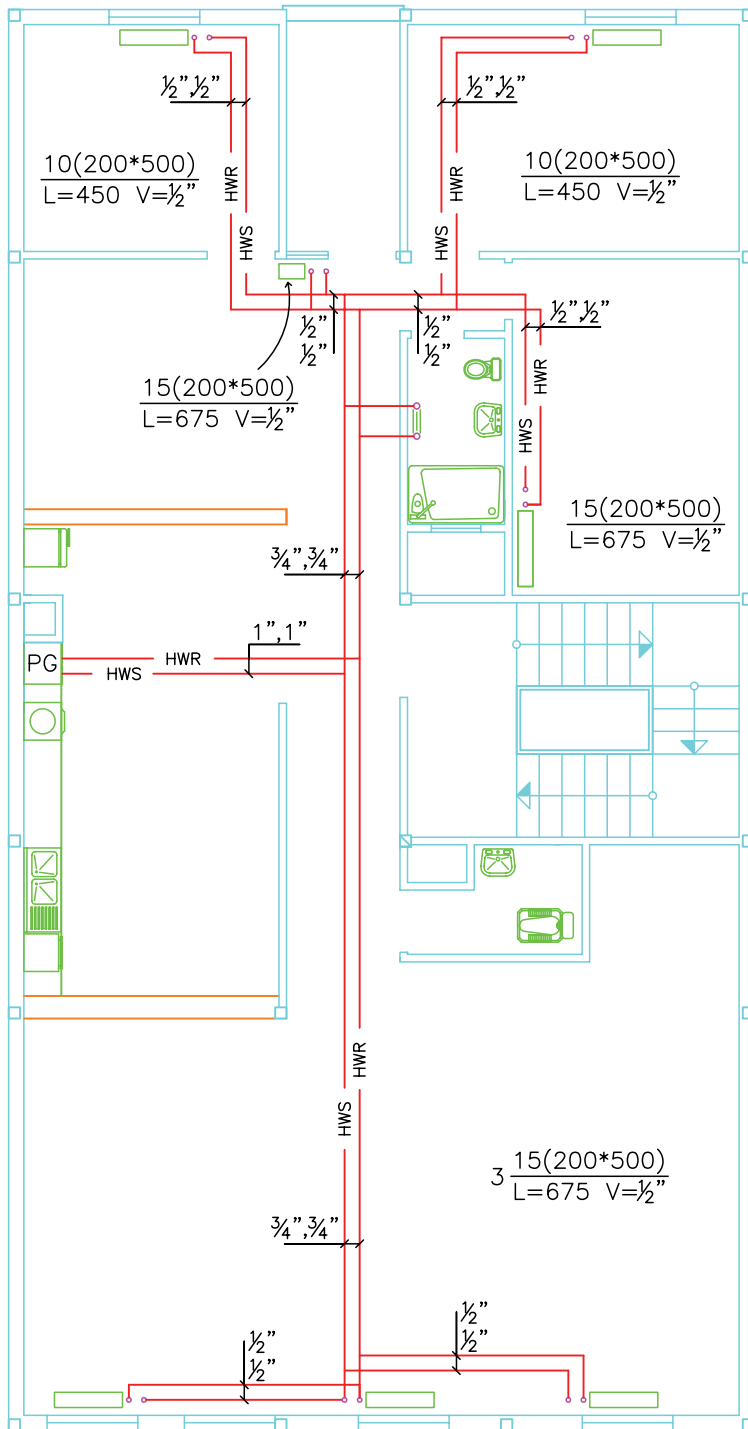 ½”,½”
½”,½”
10(200*500)
L=450 V=½”
HWR
HWS
10(200*500)
L=450 V=½”
HWR
HWS
½”
½”
½”
½”
½”,½”
15(200*500)
L=675 V=½”
HWR
HWS
15(200*500)
L=675 V=½”
¾”,¾”
1”,1”
PG
HWR
HWS
HWR
HWS
3 15(200*500)
L=675 V=½”
¾”,¾”
½”
½”
½”
½”